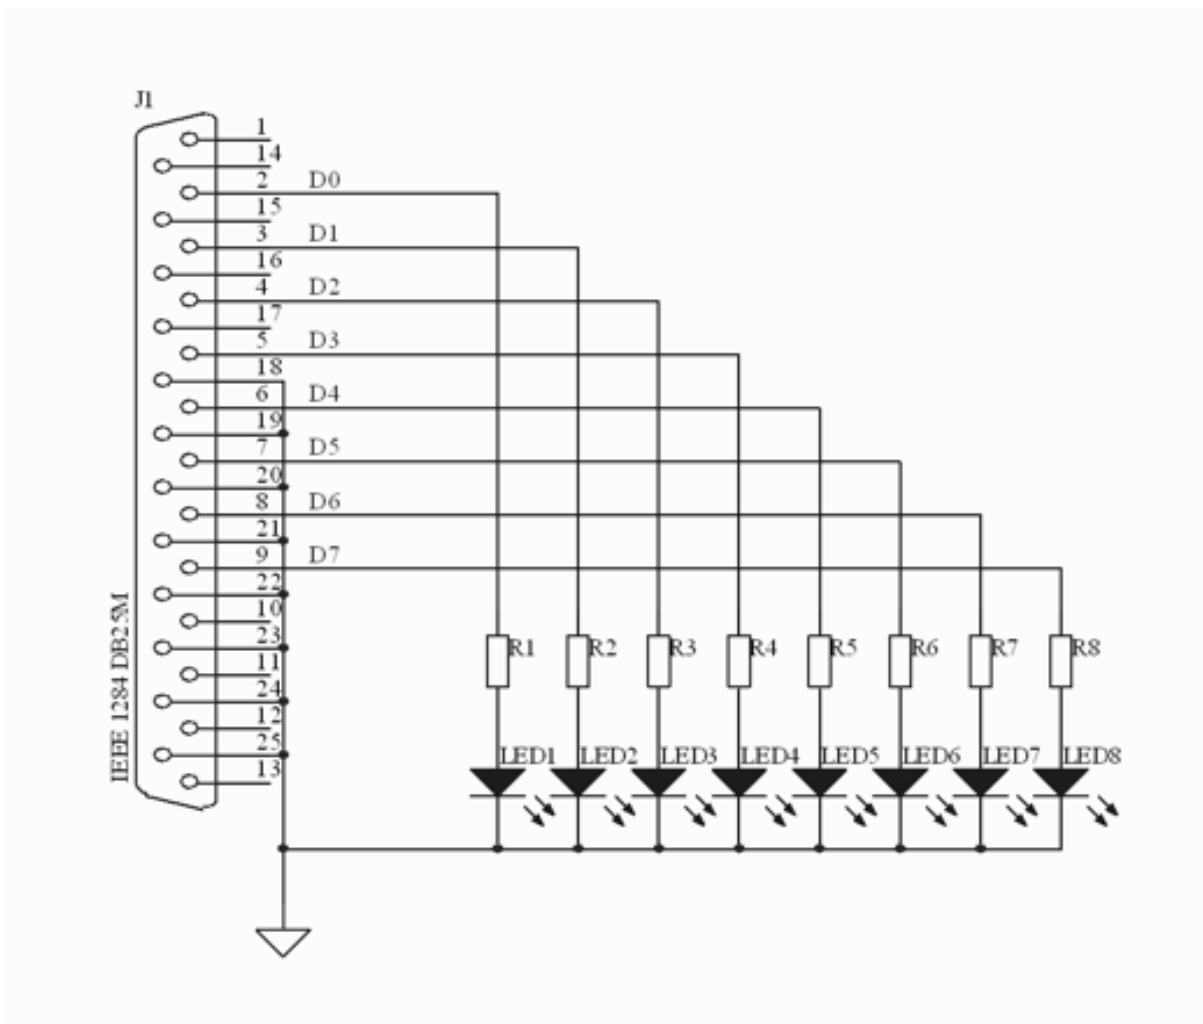 J1
1
14
2 D0
15
3 D1
16
4 D2
17
5 D3
18
6 D4
19
7 D5
20
8 D6
21
9 D7
22
10
23
11
24
12
25
13
IEEE 1284 DB25M
R1 R2 R3 R4 R5 R6 R7 R8
LED1 LED2 LED3 LED4 LED5 LED6 LED7 LED8